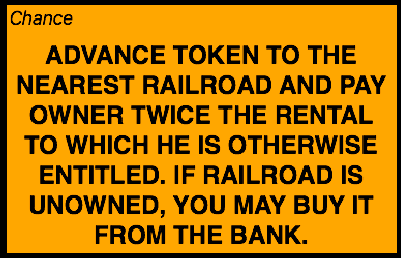 Chance
ADVANCE TOKEN TO THE
NEAREST RAILROAD AND PAY
OWNER TWICE THE RENTAL
TO WHICH HE IS OTHERWISE
ENTITLED. IF RAILROAD IS
UNOWNED, YOU MAY BUY IT
FROM THE BANK.